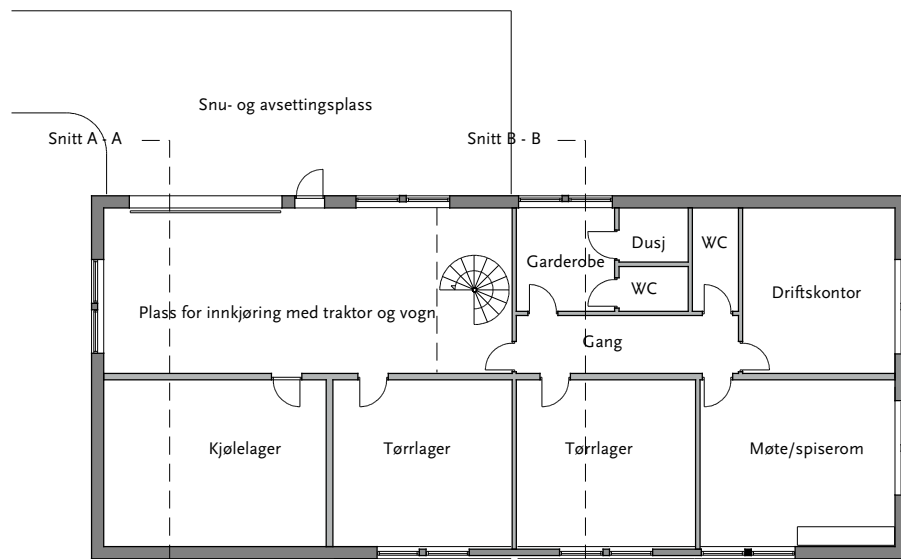 Snu- og avsettingsplass
Snitt A - A
Snitt B - B
Garderobe
Dusj
WC
WC
Driftskontor
Plass for innkjøring med traktor og vogn
Gang
Kjølelager
Tørrlager
Tørrlager
Møte/spiserom